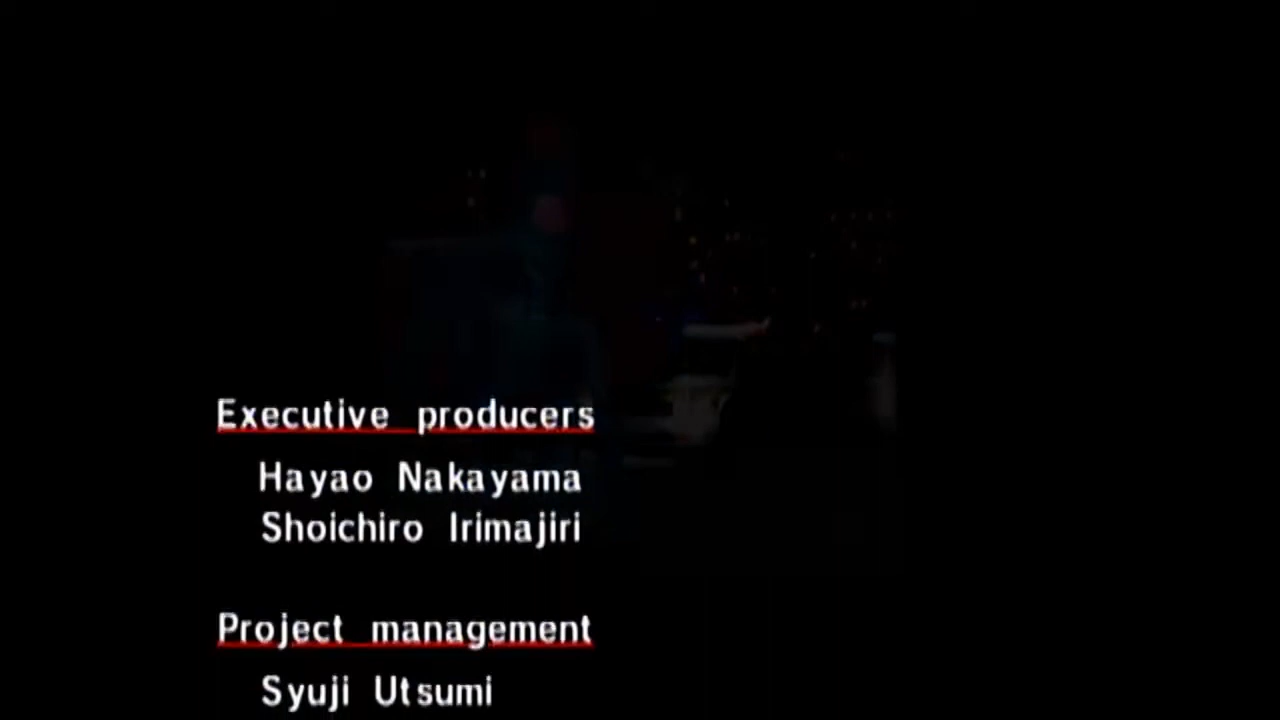 Executive producers
Hayao Nakayama
Shoichiro Irimajiri
Project management
Syuji Utsumi